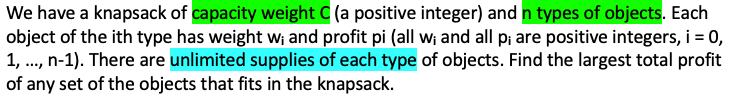 We have a knapsack of capacity weight C (a positive integer) and n types of objects. Each
object of the ith type has weight wi and profit pi (all wi and all pi are positive integers, i = 0,
1, ..., n-1). There are unlimited supplies of each type of objects. Find the largest total profit
of any set of the objects that fits in the knapsack.